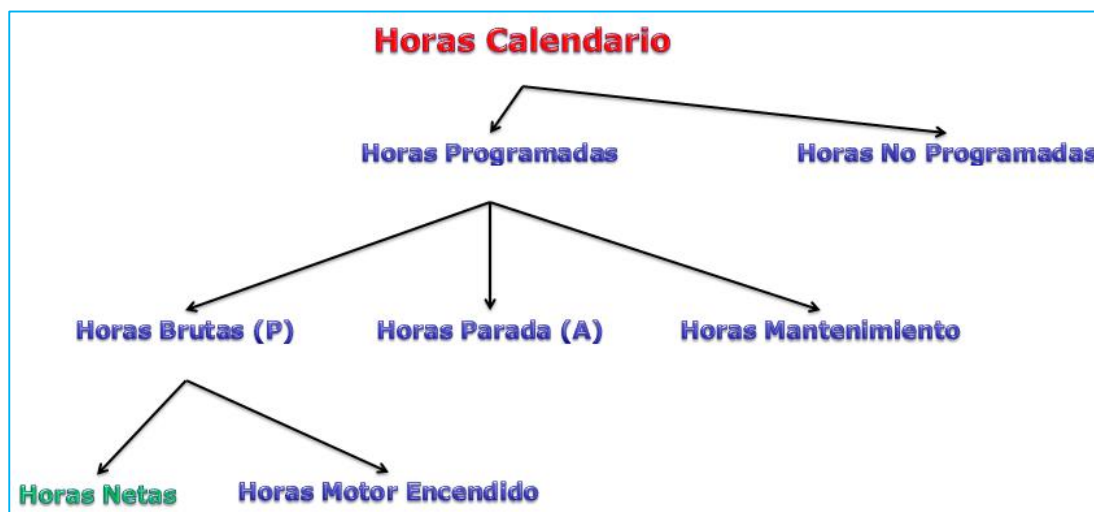 Horas Calendario
Horas Programadas
Horas No Programadas
Horas Brutas (P)
Horas Parada (A)
Horas Mantenimiento
Horas Netas
Horas Motor Encendido